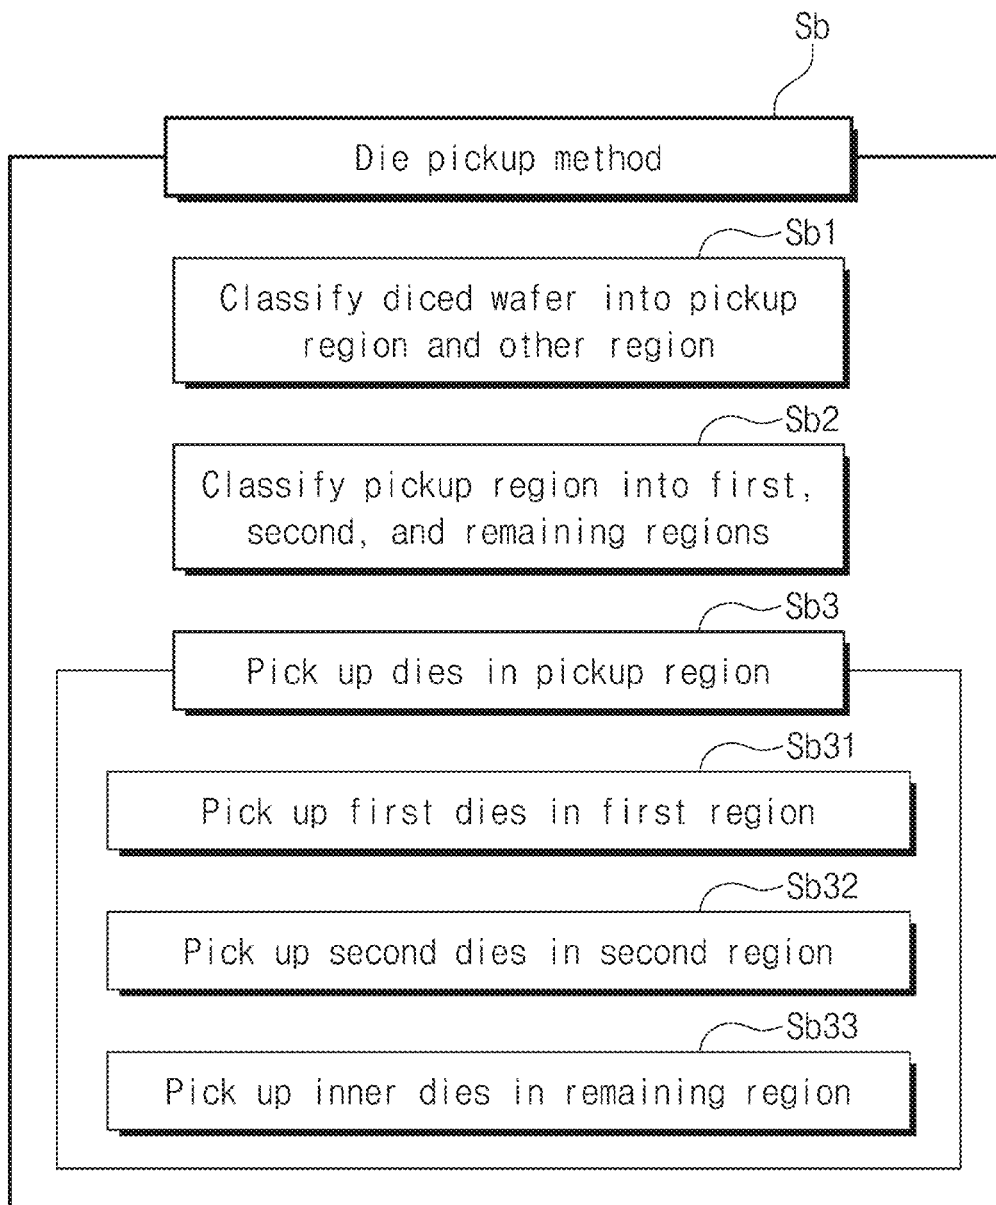 Sb
Die pickup method
Sb1
Classify diced wafer into pickup
region and other region
Sb2
Classify pickup region into first,
second, and remaining regions
Sb3
Pick up dies in pickup region
Sb31
Pick up first dies in first region
Sb32
Pick up second dies in second region
Sb33
Pick up inner dies in remaining region